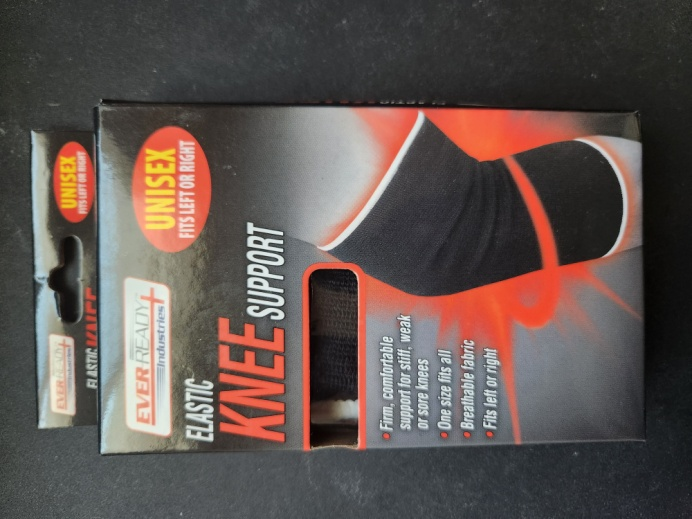 UNISEX
FITS LEFT OR RIGHT
EVER READY
Industries
ELASTIC
KNEE
UNISEX
FITS LEFT OR RIGHT
EVER READY
Industries
ELASTIC
KNEE SUPPORT
• Firm, comfortable
support for stiff, weak
or sore knees
• One size fits all
• Breathable fabric
• Fits left or right